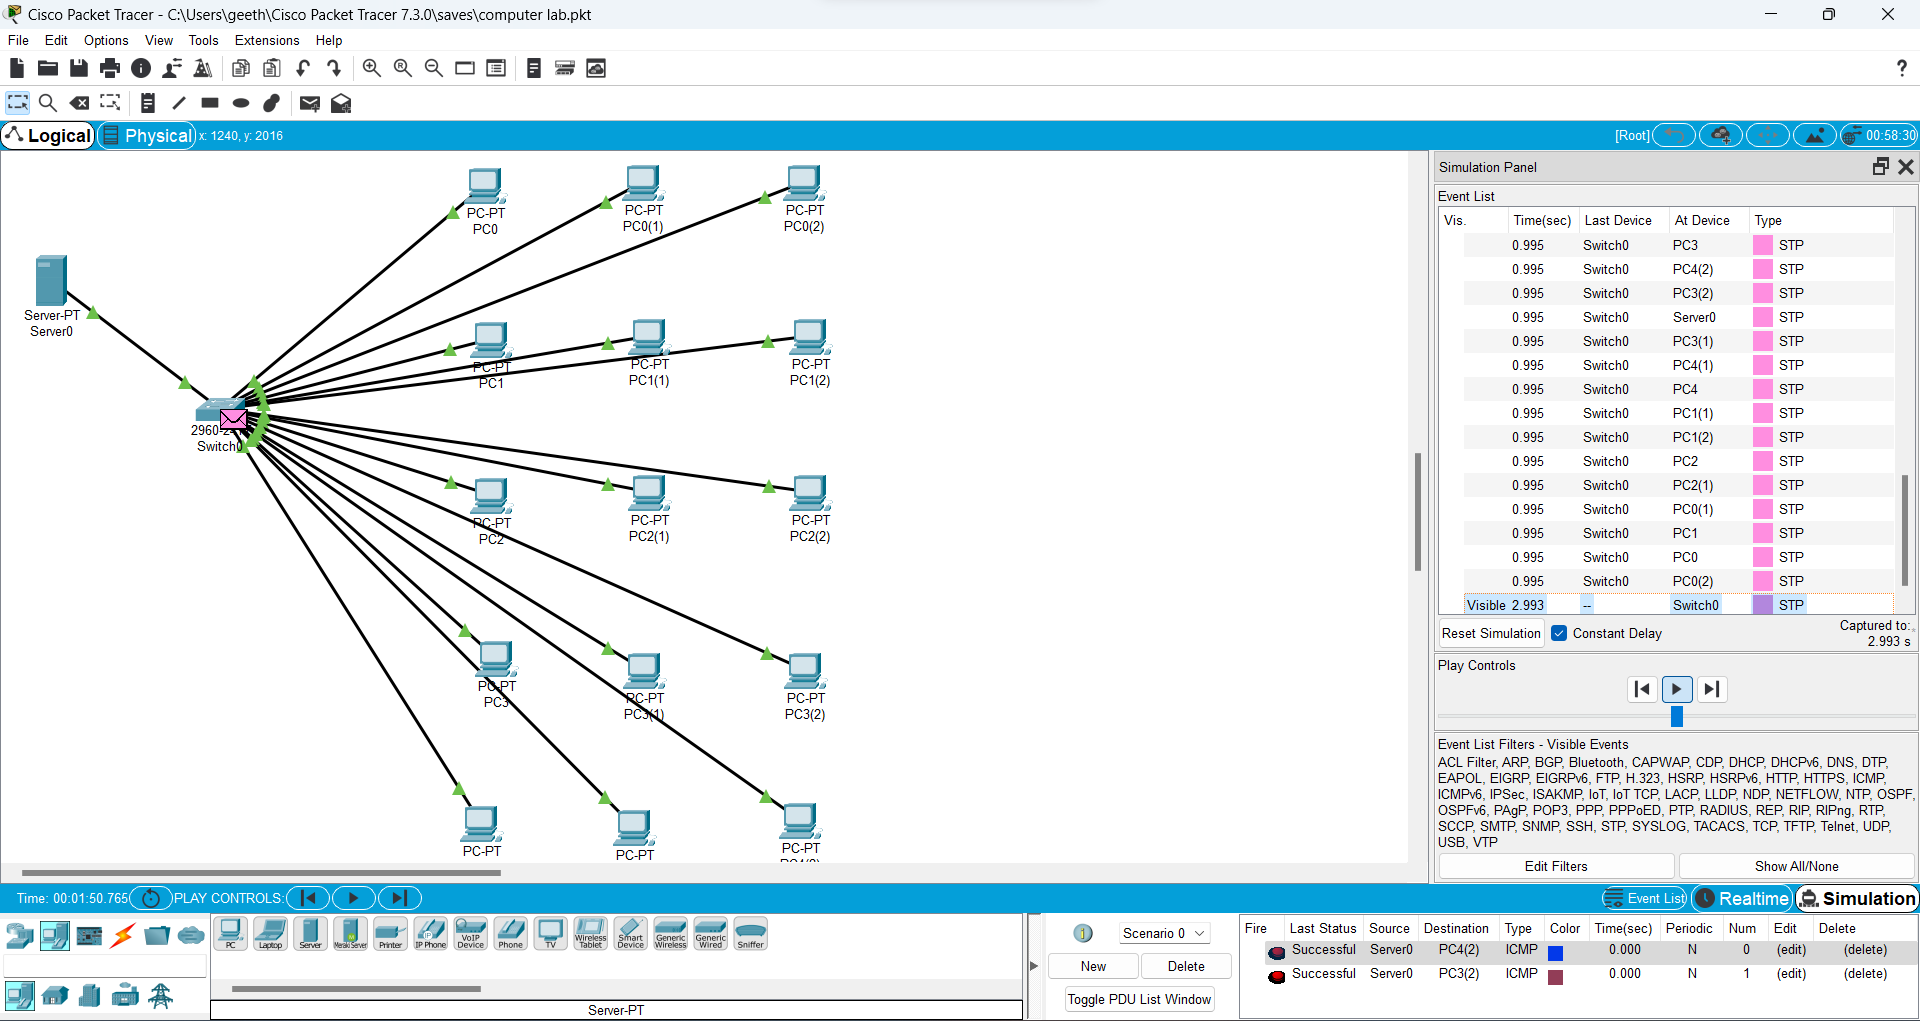 Cisco Packet Tracer - C:\Users\geeth\Cisco Packet Tracer 7.3.0\saves\computer lab.pkt
File Edit Options View Tools Extensions Help
Logical Physical x: 1240, y: 2016 [Root] 00:58:30
PC-PT
PC0
PC-PT
PC0(1)
PC-PT
PC0(2)
Server-PT
Server0
PC-PT
PC1
PC-PT
PC1(1)
PC-PT
PC1(2)
Switch0
PC-PT
PC2
PC-PT
PC2(1)
PC-PT
PC2(2)
PC-PT
PC3
PC-PT
PC3(1)
PC-PT
PC3(2)
PC-PT
PC-PT
PC-PT
Simulation Panel
Event List
Vis. Time(sec) Last Device At Device Type
0.995 Switch0 PC3 STP
0.995 Switch0 PC4(2) STP
0.995 Switch0 PC3(2) STP
0.995 Switch0 Server0 STP
0.995 Switch0 PC3(1) STP
0.995 Switch0 PC4(1) STP
0.995 Switch0 PC4 STP
0.995 Switch0 PC1(1) STP
0.995 Switch0 PC1(2) STP
0.995 Switch0 PC2 STP
0.995 Switch0 PC2(1) STP
0.995 Switch0 PC0(1) STP
0.995 Switch0 PC1 STP
0.995 Switch0 PC0 STP
0.995 Switch0 PC0(2) STP
Visible 2.993 -- Switch0 STP
Reset Simulation Constant Delay Captured to:
2.993 s
Play Controls
Event List Filters - Visible Events
ACL Filter, ARP, BGP, Bluetooth, CAPWAP, CDP, DHCP, DHCPv6, DNS, DTP,
EAPOL, EIGRP, EIGRPv6, FTP, H.323, HSRP, HSRPv6, HTTP, HTTPS, ICMP,
ICMPv6, IPSec, ISAKMP, IoT, IoT TCP, LACP, LLDP, NDP, NETFLOW, NTP, OSPF,
OSPFv6, PAgP, POP3, PPP, PPPoED, PTP, RADIUS, REP, RIP, RIPng, RTP,
SCCP, SMTP, SNMP, SSH, STP, SYSLOG, TACACS, TCP, TFTP, Telnet, UDP,
USB, VTP
Edit Filters Show All/None
Time: 00:01:50.765 PLAY CONTROLS: Event List Realtime Simulation
PC Laptop Server Meraki Server Printer IP Phone VoIP Device Phone TV Wireless Tablet Smart Device Generic Wireless Generic Wired Sniffer
Server-PT
Scenario 0
New Delete
Toggle PDU List Window
Fire Last Status Source Destination Type Color Time(sec) Periodic Num Edit Delete
Successful Server0 PC4(2) ICMP 0.000 N 0 (edit) (delete)
Successful Server0 PC3(2) ICMP 0.000 N 1 (edit) (delete)